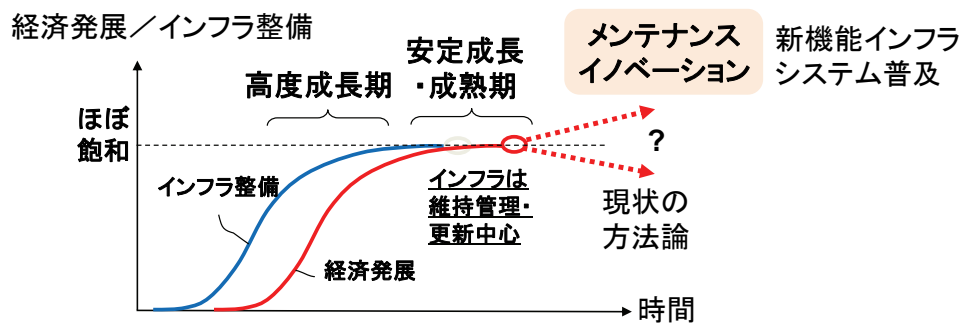 経済発展／インフラ整備
メンテナンス
イノベーション
新機能インフラ
システム普及
高度成長期
安定成長
・成熟期
ほぼ
飽和
?
インフラ整備
インフラは
維持管理・
更新中心
現状の
方法論
経済発展
時間